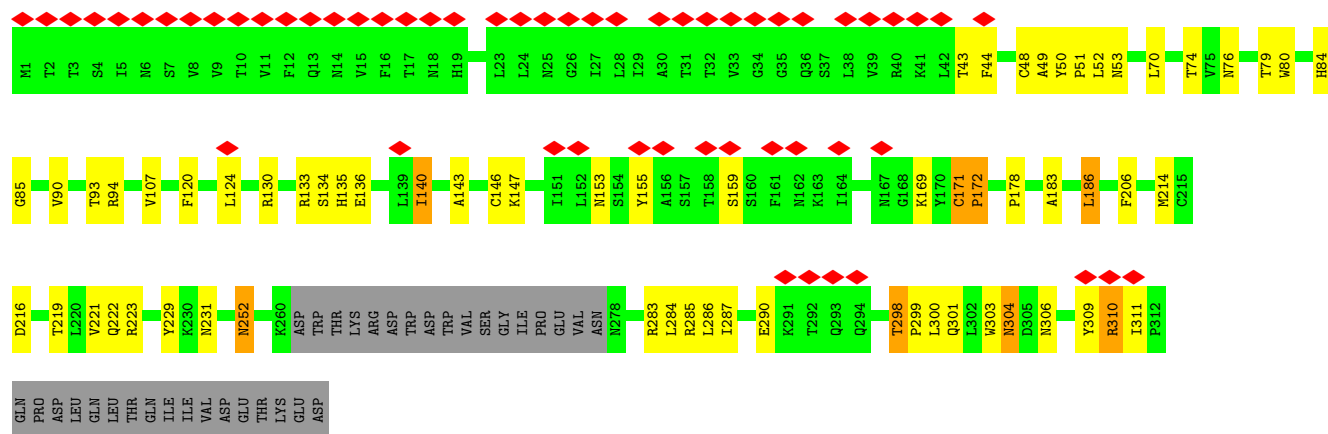 M1 T2 T3 S4 I5 N6 S7 V8 V9 T10 V11 F12 Q13 N14 V15 F16 T17 N18 H19 L23 L24 N25 G26 I27 L28 I29 A30 T31 T32 V33 G34 G35 Q36 S37 L38 V39 R40 K41 L42 T43 F44 C48 A49 Y50 P51 L52 N53 L70 T74 V75 N76 T79 W80 H84
G85 V90 T93 R94 V107 F120 L124 R130 R133 S134 H135 E136 L139 I140 A143 C146 K147 I151 L152 N153 S154 Y155 A156 S157 T158 S159 S160 F161 N162 K163 I164 N167 G168 K169 Y170 C171 P172 P178 A183 L186 F206 M214 C215
D216 T219 L220 V221 Q222 R223 Y229 K230 N231 N252 K260 ASP TRP THR LYS ARG ASP TRP ASP TRP VAL SER GLY ILE PRO GLU VAL ASN N278 R283 L284 R285 L286 I287 E290 K291 T292 Q293 Q294 T298 P299 L300 Q301 L302 W303 N304 D305 N306 Y309 R310 I311 P312
GLN PRO ASP LEU GLN LEU THR GLN ILE ILE VAL ASP GLU THR LYS GLU ASP